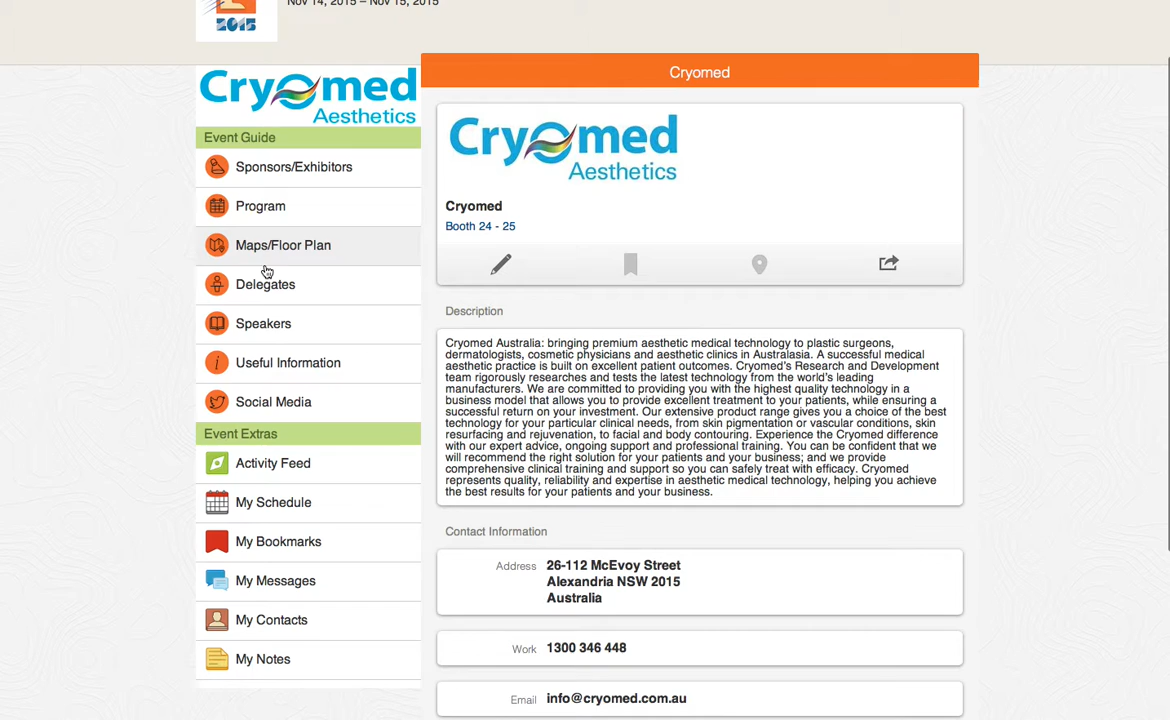 Nov 14, 2015 – Nov 15, 2015
2015
Cryomed
Aesthetics
Event Guide
Sponsors/Exhibitors
Program
Maps/Floor Plan
Delegates
Speakers
Useful Information
Social Media
Event Extras
Activity Feed
My Schedule
My Bookmarks
My Messages
My Contacts
My Notes
Cryomed
Cryomed
Aesthetics
Cryomed
Booth 24 - 25
Description
Cryomed Australia: bringing premium aesthetic medical technology to plastic surgeons,
dermatologists, cosmetic physicians and aesthetic clinics in Australasia. A successful medical
aesthetic practice is built on excellent patient outcomes. Cryomed's Research and Development
team rigorously researches and tests the latest technology from the world's leading
manufacturers. We are committed to providing you with the highest quality technology in a
business model that allows you to provide excellent treatment to your patients, while ensuring a
successful return on your investment. Our extensive product range gives you a choice of the best
technology for your particular clinical needs, from skin pigmentation or vascular conditions, skin
resurfacing and rejuvenation, to facial and body contouring. Experience the Cryomed difference
with our expert advice, ongoing support and professional training. You can be confident that we
will recommend the right solution for your patients and your business; and we provide
comprehensive clinical training and support so you can safely treat with efficacy. Cryomed
represents quality, reliability and expertise in aesthetic medical technology, helping you achieve
the best results for your patients and your business.
Contact Information
Address 26-112 McEvoy Street
Alexandria NSW 2015
Australia
Work 1300 346 448
Email info@cryomed.com.au